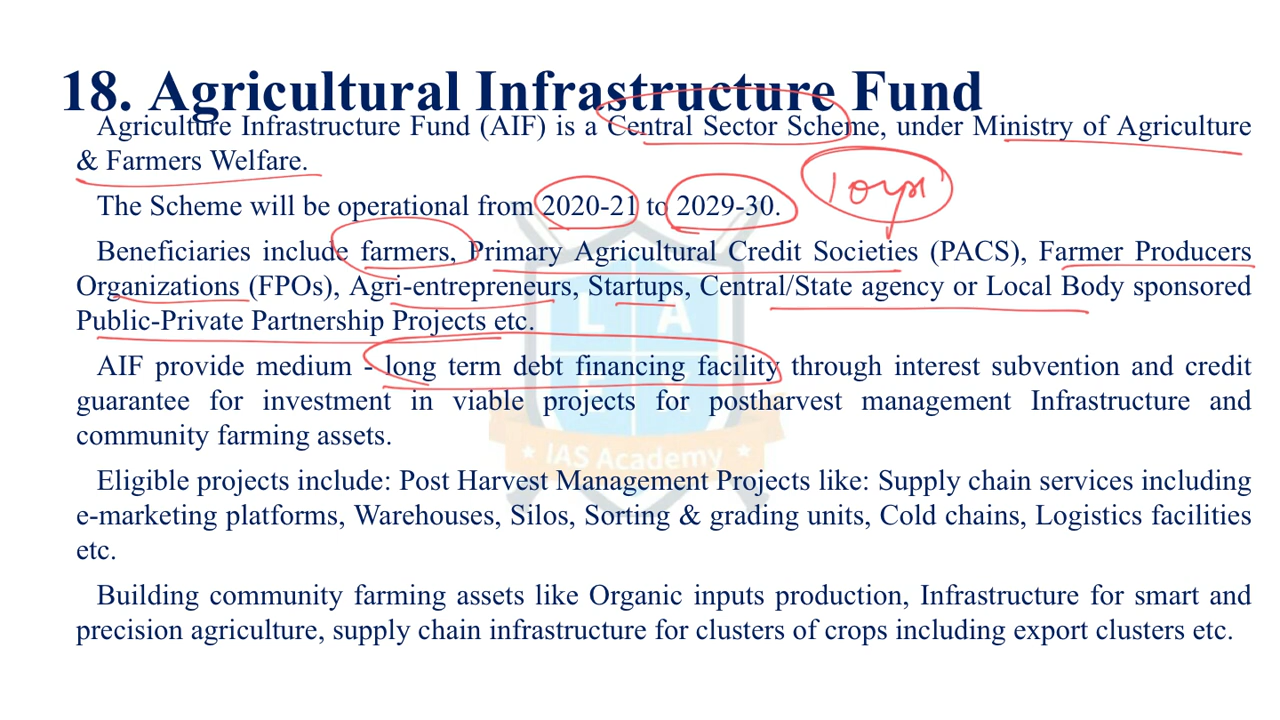 18. Agricultural Infrastructure Fund
Agriculture Infrastructure Fund (AIF) is a Central Sector Scheme, under Ministry of Agriculture
& Farmers Welfare.
The Scheme will be operational from 2020-21 to 2029-30.
Beneficiaries include farmers, Primary Agricultural Credit Societies (PACS), Farmer Producers
Organizations (FPOs), Agri-entrepreneurs, Startups, Central/State agency or Local Body sponsored
Public-Private Partnership Projects etc.
AIF provide medium - long term debt financing facility through interest subvention and credit
guarantee for investment in viable projects for postharvest management Infrastructure and
community farming assets.
IAS Academy
Eligible projects include: Post Harvest Management Projects like: Supply chain services including
e-marketing platforms, Warehouses, Silos, Sorting & grading units, Cold chains, Logistics facilities
etc.
Building community farming assets like Organic inputs production, Infrastructure for smart and
precision agriculture, supply chain infrastructure for clusters of crops including export clusters etc.